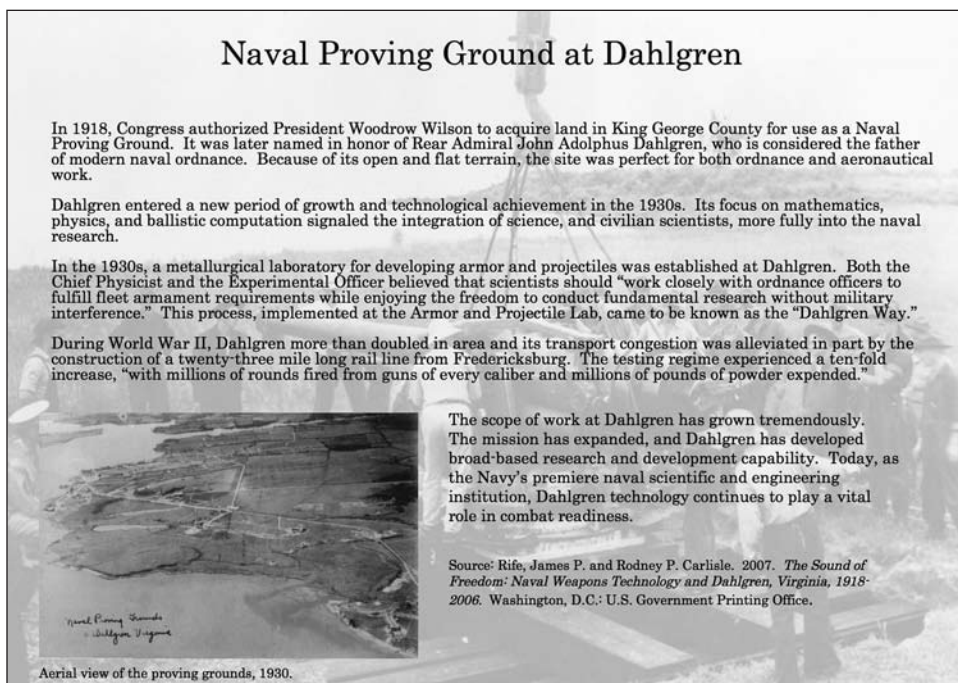 Naval Proving Ground at Dahlgren
In 1918, Congress authorized President Woodrow Wilson to acquire land in King George County for use as a Naval
Proving Ground.  It was later named in honor of Rear Admiral John Adolphus Dahlgren, who is considered the father
of modern naval ordnance.  Because of its open and flat terrain, the site was perfect for both ordnance and aeronautical
work.
Dahlgren entered a new period of growth and technological achievement in the 1930s.  Its focus on mathematics,
physics, and ballistic computation signaled the integration of science, and civilian scientists, more fully into the naval
research.
In the 1930s, a metallurgical laboratory for developing armor and projectiles was established at Dahlgren.  Both the
Chief Physicist and the Experimental Officer believed that scientists should “work closely with ordnance officers to
fulfill fleet armament requirements while enjoying the freedom to conduct fundamental research without military
interference.”  This process, implemented at the Armor and Projectile Lab, came to be known as the “Dahlgren Way.”
During World War II, Dahlgren more than doubled in area and its transport congestion was alleviated in part by the
construction of a twenty-three mile long rail line from Fredericksburg.  The testing regime experienced a ten-fold
increase, “with millions of rounds fired from guns of every caliber and millions of pounds of powder expended.”
The scope of work at Dahlgren has grown tremendously.
The mission has expanded, and Dahlgren has developed
broad-based research and development capability.  Today, as
the Navy’s premiere naval scientific and engineering
institution, Dahlgren technology continues to play a vital
role in combat readiness.
Source: Rife, James P. and Rodney P. Carlisle.  2007.  The Sound of
Freedom: Naval Weapons Technology and Dahlgren, Virginia, 1918-
2006.  Washington, D.C.: U.S. Government Printing Office.
Naval Proving Grounds
Dahlgren Virginia
Aerial view of the proving grounds, 1930.